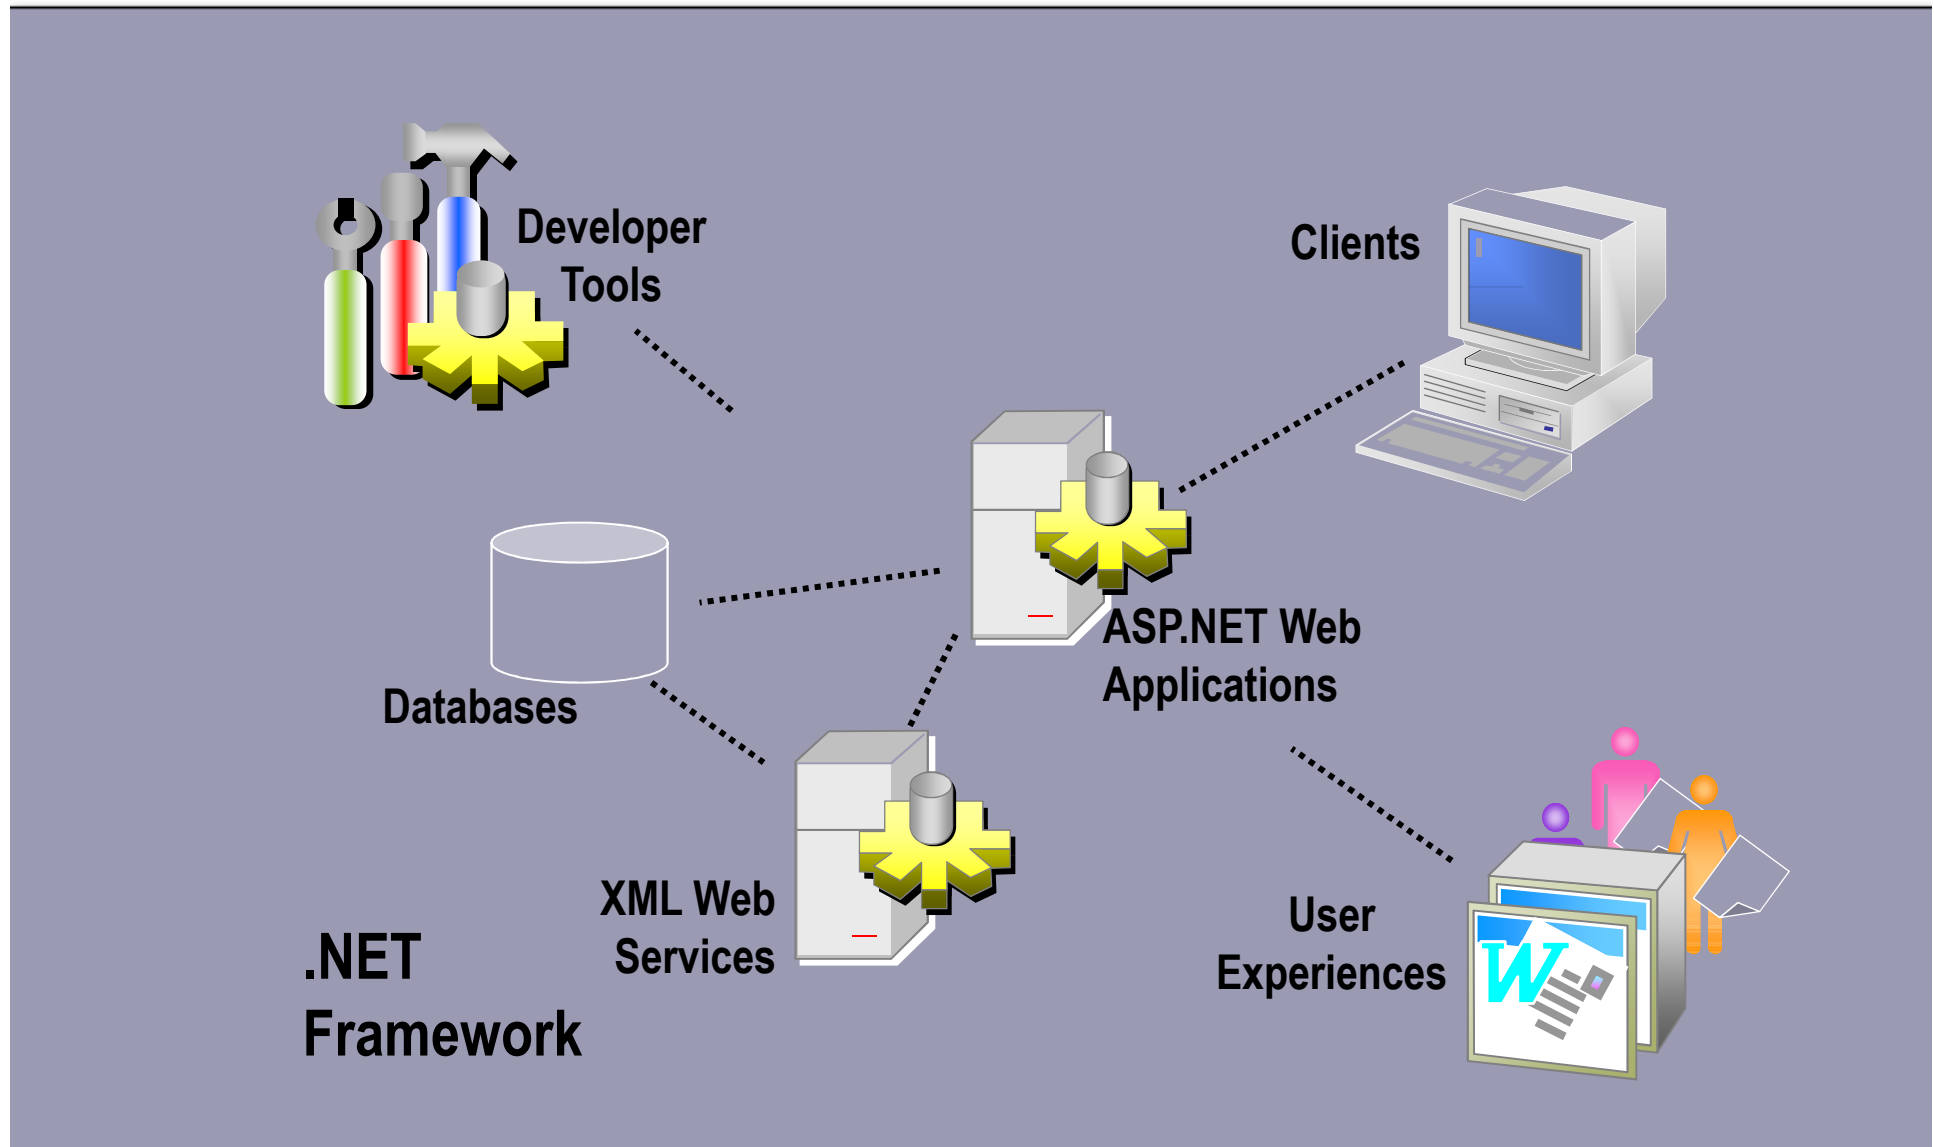 Developer
Tools
Clients
ASP.NET Web
Applications
Databases
XML Web
Services
User
Experiences
W
.NET
Framework